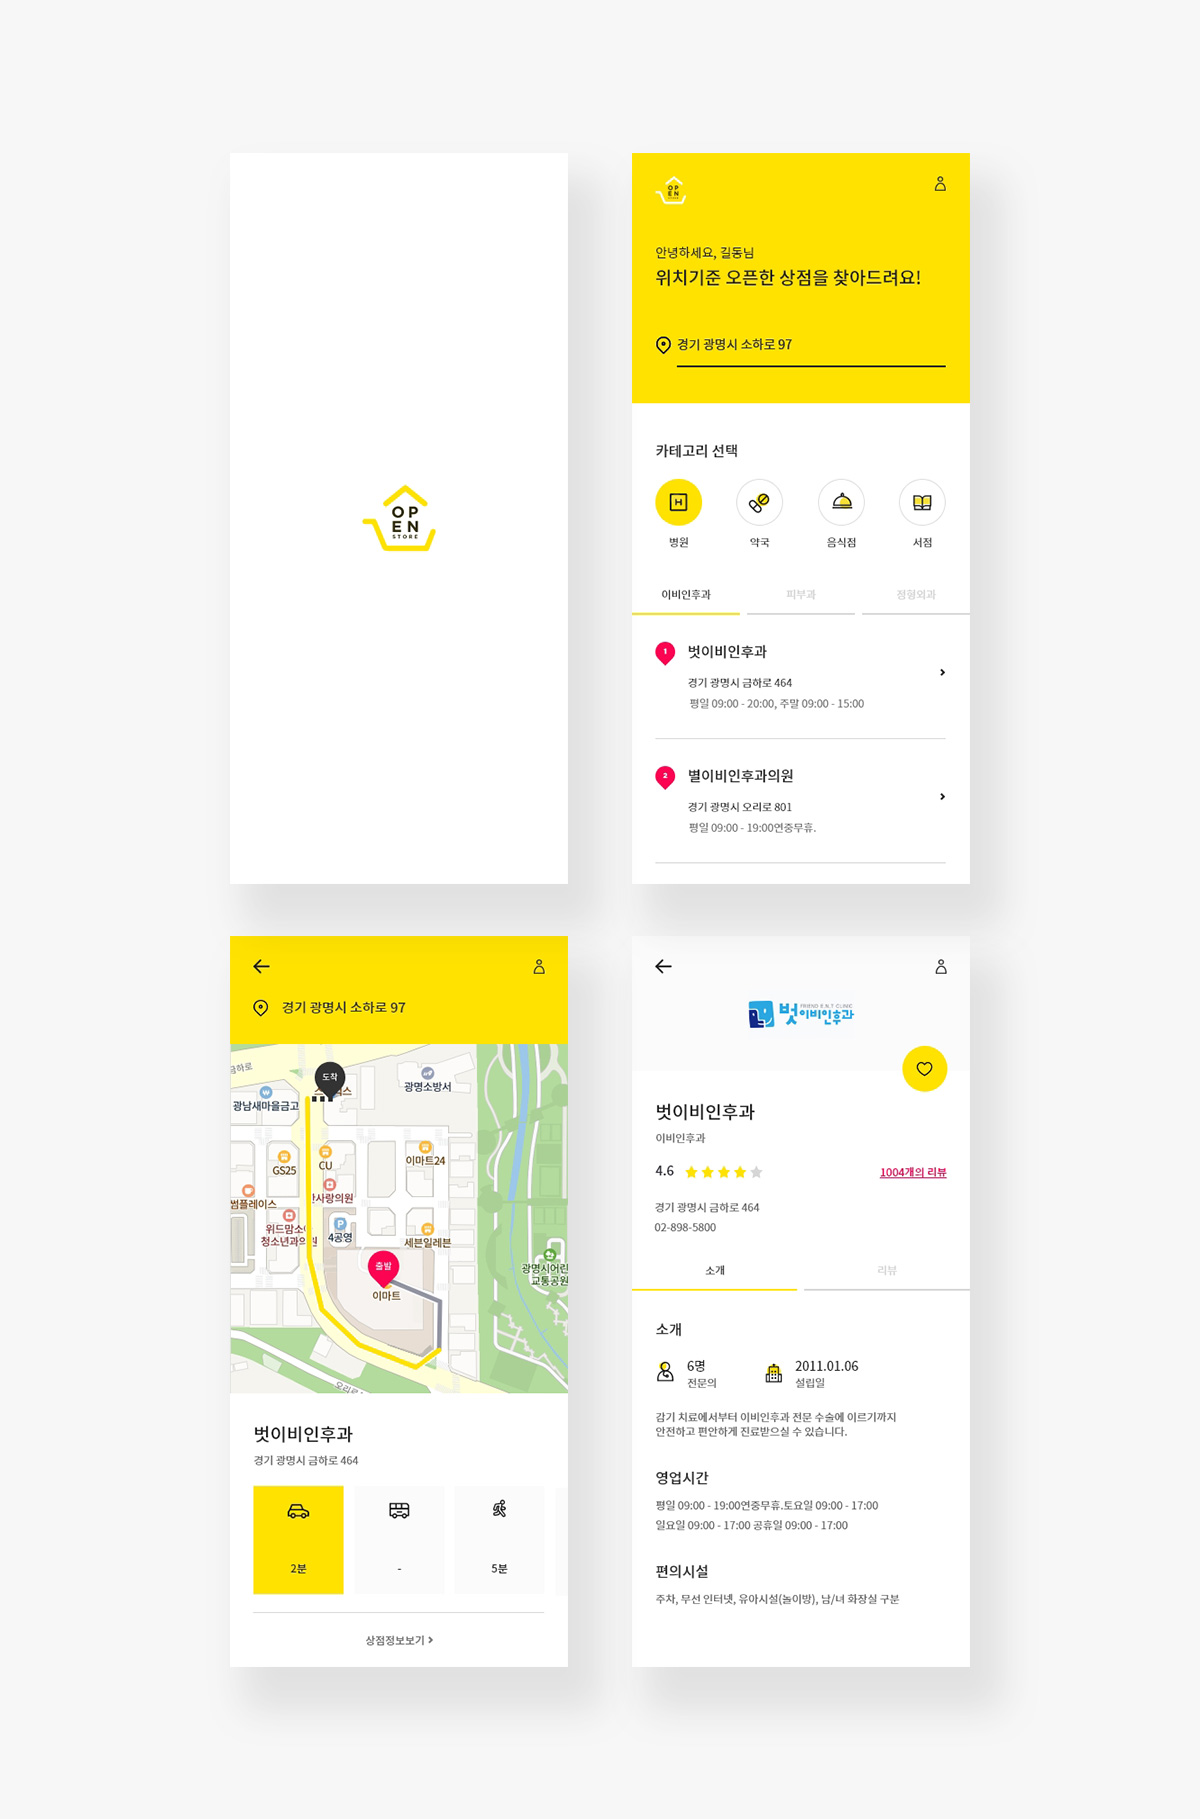 OP
EN
STORE
OP
EN
안녕하세요, 길동님
위치기준 오픈한 상점을 찾아드려요!
경기 광명시 소하로 97
카테고리 선택
병원
약국
음식점
서점
이비인후과
피부과
정형외과
1
벗이비인후과
경기 광명시 금하로 464
평일 09:00 - 20:00, 주말 09:00 - 15:00
2
별이비인후과의원
경기 광명시 오리로 801
평일 09:00 - 19:00연중무휴.
경기 광명시 소하로 97
금하로
도착
광명소방서
광남새마을금고
GS25
CU
이마트24
썸플레이스
한사랑의원
위드맘소아
청소년과의원
P
4공영
세븐일레븐
출발
이마트
광명시어린
교통공원
오리로
벗이비인후과
경기 광명시 금하로 464
2분
-
5분
상점정보보기
FRIEND E.N.T CLINIC
벗이비인후과
벗이비인후과
이비인후과
4.6
1004개의 리뷰
경기 광명시 금하로 464
02-898-5800
소개
리뷰
소개
6명
전문의
2011.01.06
설립일
감기 치료에서부터 이비인후과 전문 수술에 이르기까지
안전하고 편안하게 진료받으실 수 있습니다.
영업시간
평일 09:00 - 19:00연중무휴.토요일 09:00 - 17:00
일요일 09:00 - 17:00 공휴일 09:00 - 17:00
편의시설
주차, 무선 인터넷, 유아시설(놀이방), 남/녀 화장실 구분